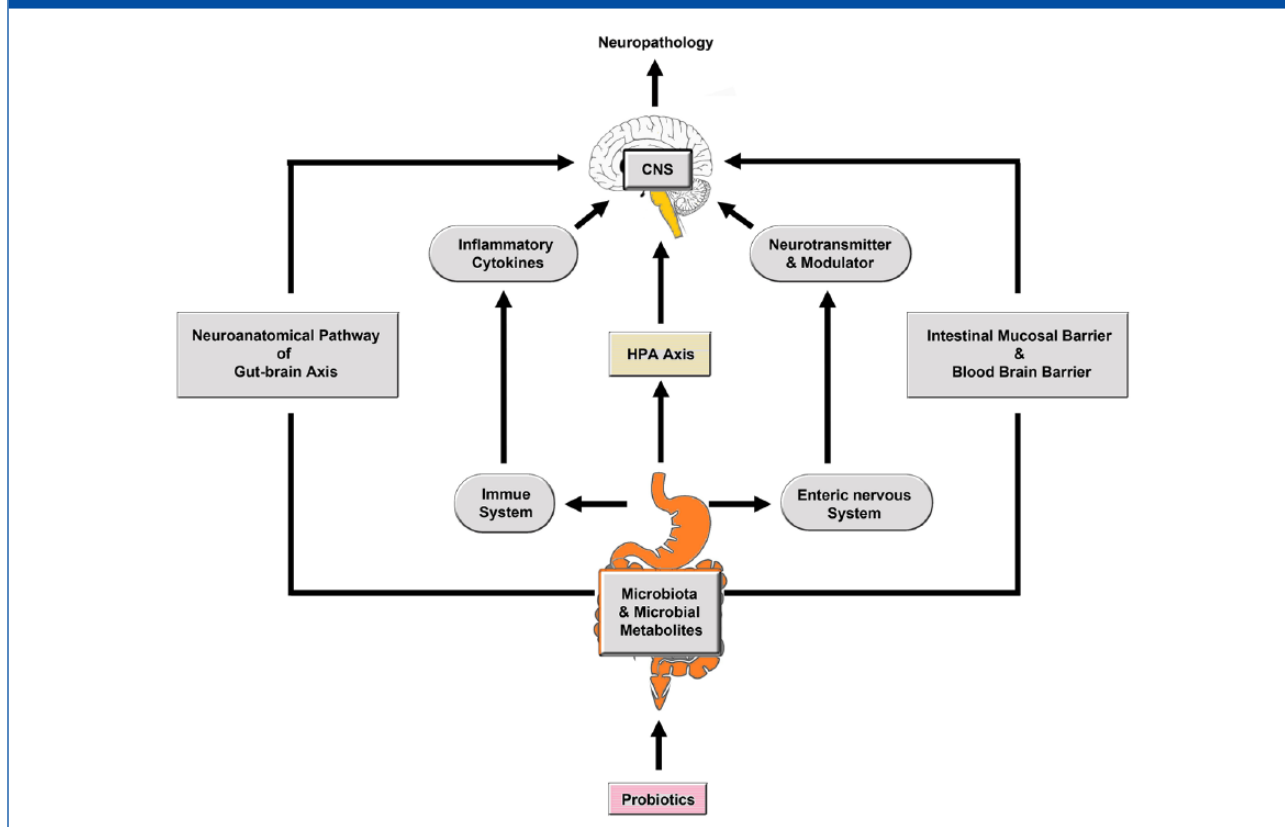 Neuropathology
CNS
Inflammatory
Cytokines
Neurotransmitter
& Modulator
Neuroanatomical Pathway
of
Gut-brain Axis
HPA Axis
Intestinal Mucosal Barrier
&
Blood Brain Barrier
Immue
System
Enteric nervous
System
Microbiota
& Microbial
Metabolites
Probiotics